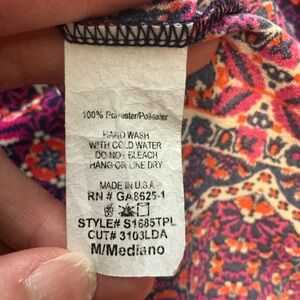 100% Polyester/Poliester
HAND WASH
WITH COLD WATER
DO NOT BLEACH
HANG OR LIKE DRY
MADE IN U.S.A
RN # GA8625-1
STYLE# S1685TPL
CUT# 3103LDA
M/Mediano